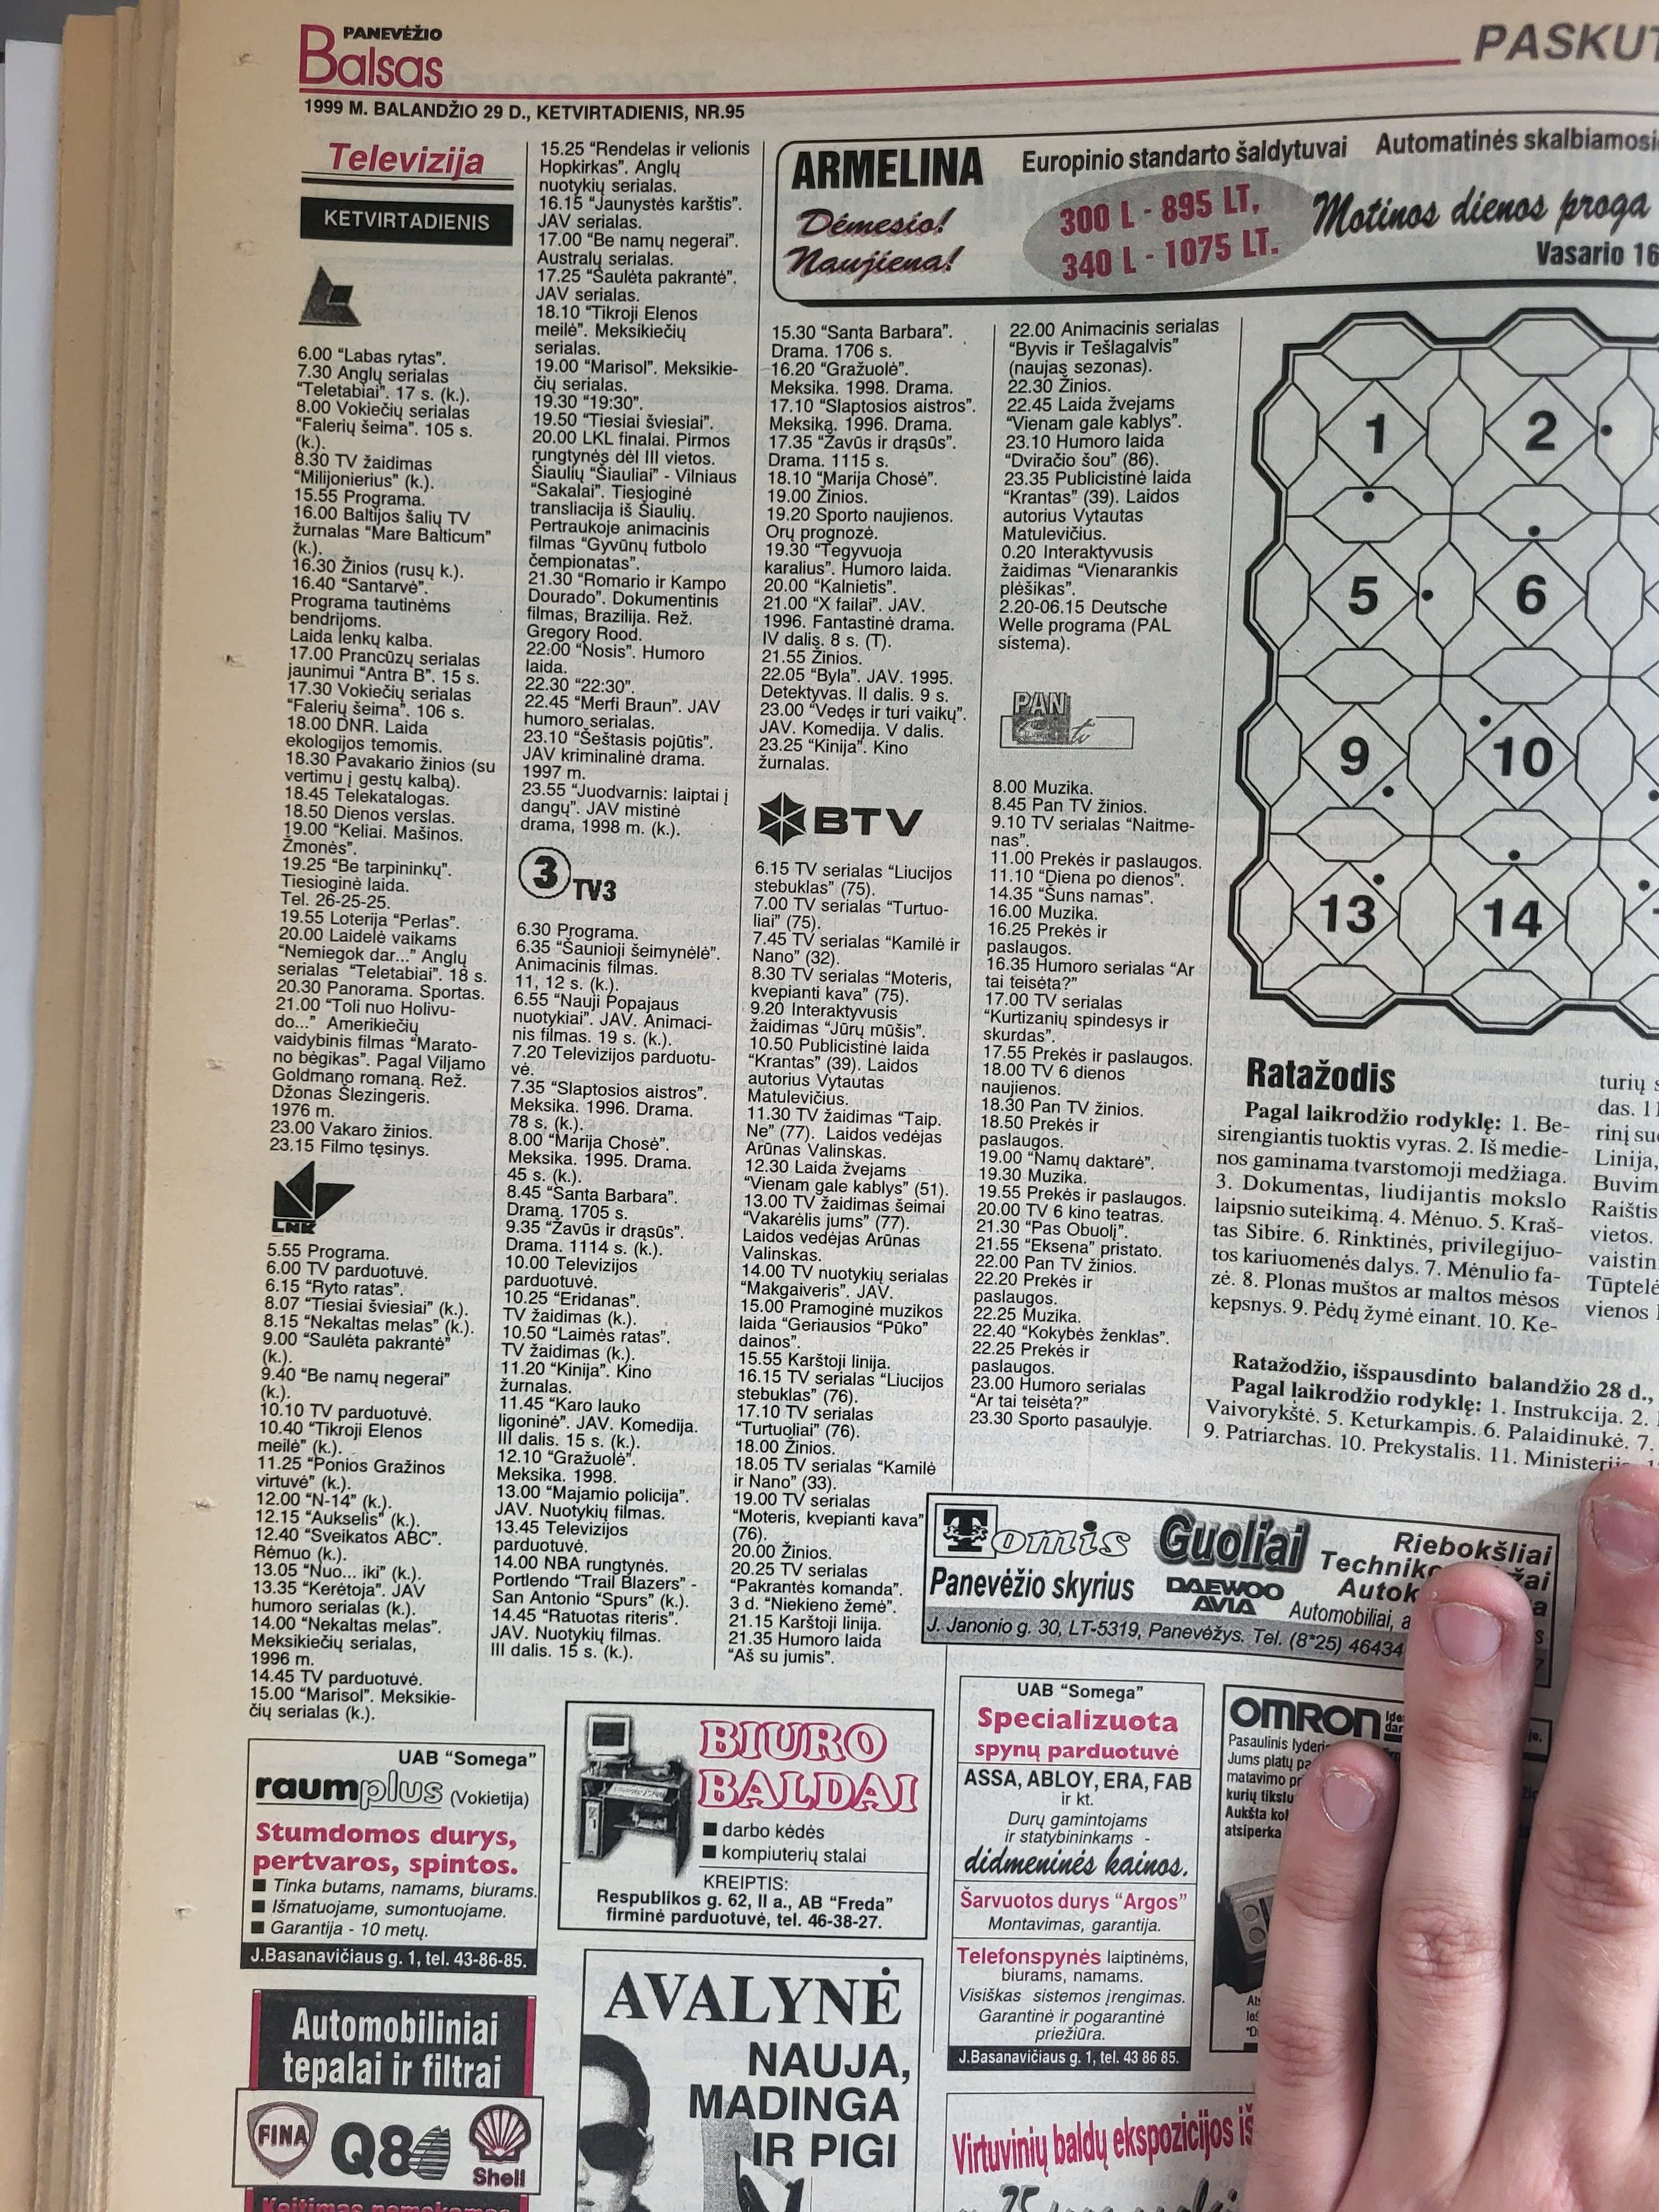 PANEVĖŽIO
Balsas
PASKUT
1999 M. BALANDŽIO 29 D., KETVIRTADIENIS, NR.95
Televizija
KETVIRTADIENIS
6.00 “Labas rytas”.
7.30 Anglų serialas
“Teletabiai”. 17 s. (k.).
8.00 Vokiečių serialas
“Falerių šeima”. 105 s.
(k.).
8.30 TV žaidimas
“Milijonierius” (k.).
15.55 Programa.
16.00 Baltijos šalių TV
žurnalas “Mare Balticum”
(k.).
16.30 Žinios (rusų k.).
16.40 “Santarvė”.
Programa tautinėms
bendrijoms.
Laida lenkų kalba.
17.00 Prancūzų serialas
jaunimui “Antra B”. 15 s.
17.30 Vokiečių serialas
“Falerių šeima”. 106 s.
18.00 DNR. Laida
ekologijos temomis.
18.30 Pavakario žinios (su
vertimu į gestų kalbą).
18.45 Telekatalogas.
18.50 Dienos verslas.
19.00 “Keliai. Mašinos.
Žmonės”.
19.25 “Be tarpininkų”.
Tiesioginė laida.
Tel. 26-25-25.
19.55 Loterija “Perlas”.
20.00 Laidelė vaikams
“Nemiegok dar...” Anglų
serialas “Teletabiai”. 18 s.
20.30 Panorama. Sportas.
21.00 “Toli nuo Holivu-
do...” Amerikiečių
vaidybinis filmas “Marato-
no bėgikas”. Pagal Viljamo
Goldmano romaną. Rež.
Džonas Šlezingeris.
1976 m.
23.00 Vakaro žinios.
23.15 Filmo tęsinys.
LNK
5.55 Programa.
6.00 TV parduotuvė.
6.15 “Ryto ratas”.
8.07 “Tiesiai šviesiai” (k.).
8.15 “Nekaltas melas” (k.).
9.00 “Saulėta pakrantė”
(k.).
9.40 “Be namų negerai”
(k.).
10.10 TV parduotuvė.
10.40 “Tikroji Elenos
meilė” (k.).
11.25 “Ponios Gražinos
virtuvė” (k.).
12.00 “N-14” (k.).
12.15 “Aukselis” (k.).
12.40 “Sveikatos ABC”.
Rėmuo (k.).
13.05 “Nuo... iki” (k.).
13.35 “Kerėtoja”. JAV
humoro serialas (k.).
14.00 “Nekaltas melas”.
Meksikiečių serialas,
1996 m.
14.45 TV parduotuvė.
15.00 “Marisol”. Meksikie-
čių serialas (k.).
15.25 “Rendelas ir velionis
Hopkirkas”. Anglų
nuotykių serialas.
16.15 “Jaunystės karštis”.
JAV serialas.
17.00 “Be namų negerai”.
Australų serialas.
17.25 “Saulėta pakrantė”.
JAV serialas.
18.10 “Tikroji Elenos
meilė”. Meksikiečių
serialas.
19.00 “Marisol”. Meksikie-
čių serialas.
19.30 “19:30”.
19.50 “Tiesiai šviesiai”.
20.00 LKL finalai. Pirmos
rungtynės dėl III vietos.
Šiaulių “Šiauliai” - Vilniaus
“Sakalai”. Tiesioginė
transliacija iš Šiaulių.
Pertraukoje animacinis
filmas “Gyvūnų futbolo
čempionatas”.
21.30 “Romario ir Kampo
Dourado”. Dokumentinis
filmas, Brazilija. Rež.
Gregory Rood.
22.00 “Nosis”. Humoro
laida.
22.30 “22:30”.
22.45 “Merfi Braun”. JAV
humoro serialas.
23.10 “Šeštasis pojūtis”.
JAV kriminalinė drama.
1997 m.
23.55 “Juodvarnis: laiptai į
dangų”. JAV mistinė
drama, 1998 m. (k.).
3 TV3
6.30 Programa.
6.35 “Šaunioji šeimynėlė”.
Animacinis filmas.
11, 12 s. (k.).
6.55 “Nauji Popajaus
nuotykiai”. JAV. Animaci-
nis filmas. 19 s. (k.).
7.20 Televizijos parduotu-
vė.
7.35 “Slaptosios aistros”.
Meksika. 1996. Drama.
78 s. (k.).
8.00 “Marija Chosė”.
Meksika. 1995. Drama.
45 s. (k.).
8.45 “Santa Barbara”.
Drama. 1705 s.
9.35 “Žavūs ir drąsūs”.
Drama. 1114 s. (k.).
10.00 Televizijos
parduotuvė.
10.25 “Eridanas”.
TV žaidimas (k.).
10.50 “Laimės ratas”.
TV žaidimas (k.).
11.20 “Kinija”. Kino
žurnalas.
11.45 “Karo lauko
ligoninė”. JAV. Komedija.
III dalis. 15 s. (k.).
12.10 “Gražuolė”.
Meksika. 1998.
13.00 “Majamio policija”.
JAV. Nuotykių filmas.
13.45 Televizijos
parduotuvė.
14.00 NBA rungtynės.
Portlendo “Trail Blazers” -
San Antonio “Spurs” (k.).
14.45 “Ratuotas riteris”.
JAV. Nuotykių filmas.
III dalis. 15 s. (k.).
ARMELINA
Dėmesio!
Naujiena!
Europinio standarto šaldytuvai
Automatinės skalbiamosi
300 L - 895 LT,
340 L - 1075 LT.
Motinos dienos proga
Vasario 16
15.30 “Santa Barbara”.
Drama. 1706 s.
16.20 “Gražuolė”.
Meksika. 1998. Drama.
17.10 “Slaptosios aistros”.
Meksika. 1996. Drama.
17.35 “Žavūs ir drąsūs”.
Drama. 1115 s.
18.10 “Marija Chosė”.
19.00 Žinios.
19.20 Sporto naujienos.
Orų prognozė.
19.30 “Tegyvuoja
karalius”. Humoro laida.
20.00 “Kalnietis”.
21.00 “X failai”. JAV.
1996. Fantastinė drama.
IV dalis. 8 s. (T).
21.55 Žinios.
22.05 “Byla”. JAV. 1995.
Detektyvas. II dalis. 9 s.
23.00 “Vedęs ir turi vaikų”.
JAV. Komedija. V dalis.
23.25 “Kinija”. Kino
žurnalas.
BTV
6.15 TV serialas “Liucijos
stebuklas” (75).
7.00 TV serialas “Turtuo-
liai” (75).
7.45 TV serialas “Kamilė ir
Nano” (32).
8.30 TV serialas “Moteris,
kvepianti kava” (75).
9.20 Interaktyvusis
žaidimas “Jūrų mūšis”.
10.50 Publicistinė laida
“Krantas” (39). Laidos
autorius Vytautas
Matulevičius.
11.30 TV žaidimas “Taip.
Ne” (77). Laidos vedėjas
Arūnas Valinskas.
12.30 Laida žvejams
“Vienam gale kablys” (51).
13.00 TV žaidimas šeimai
“Vakarėlis jums” (77).
Laidos vedėjas Arūnas
Valinskas.
14.00 TV nuotykių serialas
“Makgaiveris”. JAV.
15.00 Pramoginė muzikos
laida “Geriausios “Pūko”
dainos”.
15.55 Karštoji linija.
16.15 TV serialas “Liucijos
stebuklas” (76).
17.10 TV serialas
“Turtuoliai” (76).
18.00 Žinios.
18.05 TV serialas “Kamilė
ir Nano” (33).
19.00 TV serialas
“Moteris, kvepianti kava”
(76).
20.00 Žinios.
20.25 TV serialas
“Pakrantės komanda”.
3 d. “Niekieno žemė”.
21.15 Karštoji linija.
21.35 Humoro laida
“Aš su jumis”.
22.00 Animacinis serialas
“Byvis ir Tešlagalvis”
(naujas sezonas).
22.30 Žinios.
22.45 Laida žvejams
“Vienam gale kablys”.
23.10 Humoro laida
“Dviračio šou” (86).
23.35 Publicistinė laida
“Krantas” (39). Laidos
autorius Vytautas
Matulevičius.
0.20 Interaktyvusis
žaidimas “Vienarankis
plėšikas”.
2.20-06.15 Deutsche
Welle programa (PAL
sistema).
PAN
tv
8.00 Muzika.
8.45 Pan TV žinios.
9.10 TV serialas “Naitme-
nas”.
11.00 Prekės ir paslaugos.
11.10 “Diena po dienos”.
14.35 “Šuns namas”.
16.00 Muzika.
16.25 Prekės ir
paslaugos.
16.35 Humoro serialas “Ar
tai teisėta?”
17.00 TV serialas
“Kurtizanių spindesys ir
skurdas”.
17.55 Prekės ir paslaugos.
18.00 TV 6 dienos
naujienos.
18.30 Pan TV žinios.
18.50 Prekės ir
paslaugos.
19.00 “Namų daktarė”.
19.30 Muzika.
19.55 Prekės ir paslaugos.
20.00 TV 6 kino teatras.
21.30 “Pas Obuolį”.
21.55 “Eksena” pristato.
22.00 Pan TV žinios.
22.20 Prekės ir
paslaugos.
22.25 Muzika.
22.40 “Kokybės ženklas”.
22.25 Prekės ir
paslaugos.
23.00 Humoro serialas
“Ar tai teisėta?”
23.30 Sporto pasaulyje.
1 2
5 6
9 10
13 14
Ratažodis
Pagal laikrodžio rodyklę: 1. Be-
sirengiantis tuoktis vyras. 2. Iš medie-
nos gaminama tvarstomoji medžiaga.
3. Dokumentas, liudijantis mokslo
laipsnio suteikimą. 4. Mėnuo. 5. Kraš-
tas Sibire. 6. Rinktinės, privilegijuo-
tos kariuomenės dalys. 7. Mėnulio fa-
zė. 8. Plonas muštos ar maltos mėsos
kepsnys. 9. Pėdų žymė einant. 10. Ke-
turių s
das. 11
rinį su
Linija,
Buvim
Raištis
vietos.
vaistin
Tūptelė
vienos
Ratažodžio, išspausdinto balandžio 28 d.,
Pagal laikrodžio rodyklę: 1. Instrukcija. 2.
Vaivorykštė. 5. Keturkampis. 6. Palaidinukė. 7.
9. Patriarchas. 10. Prekystalis. 11. Ministerija.
Tomis
Panevėžio skyrius
Guoliai
DAEWOO
AVIA
Riebokšliai
Techniko žai
Autok
Automobiliai, a
J. Janonio g. 30, LT-5319, Panevėžys. Tel. (8*25) 46434
UAB “Somega”
raumplus (Vokietija)
Stumdomos durys,
pertvaros, spintos.
Tinka butams, namams, biurams.
Išmatuojame, sumontuojame.
Garantija - 10 metų.
J.Basanavičiaus g. 1, tel. 43-86-85.
BIURO
BALDAI
darbo kėdės
kompiuterių stalai
KREIPTIS:
Respublikos g. 62, II a., AB “Freda”
firminė parduotuvė, tel. 46-38-27.
UAB “Somega”
Specializuota
spynų parduotuvė
ASSA, ABLOY, ERA, FAB
ir kt.
Durų gamintojams
ir statybininkams -
didmeninės kainos.
Šarvuotos durys “Argos”
Montavimas, garantija.
Telefonspynės laiptinėms,
biurams, namams.
Visiškas sistemos įrengimas.
Garantinė ir pogarantinė
priežiūra.
J.Basanavičiaus g. 1, tel. 43 86 85.
OMRON
Pasaulinis lyderi
Jums platų pa
matavimo pr
kurių tikslu
Aukšta kol
atsiperka
Automobiliniai
tepalai ir filtrai
FINA
Q8
Shell
AVALYNĖ
NAUJA,
MADINGA
IR PIGI
Virtuvinių baldų ekspozicijos iš